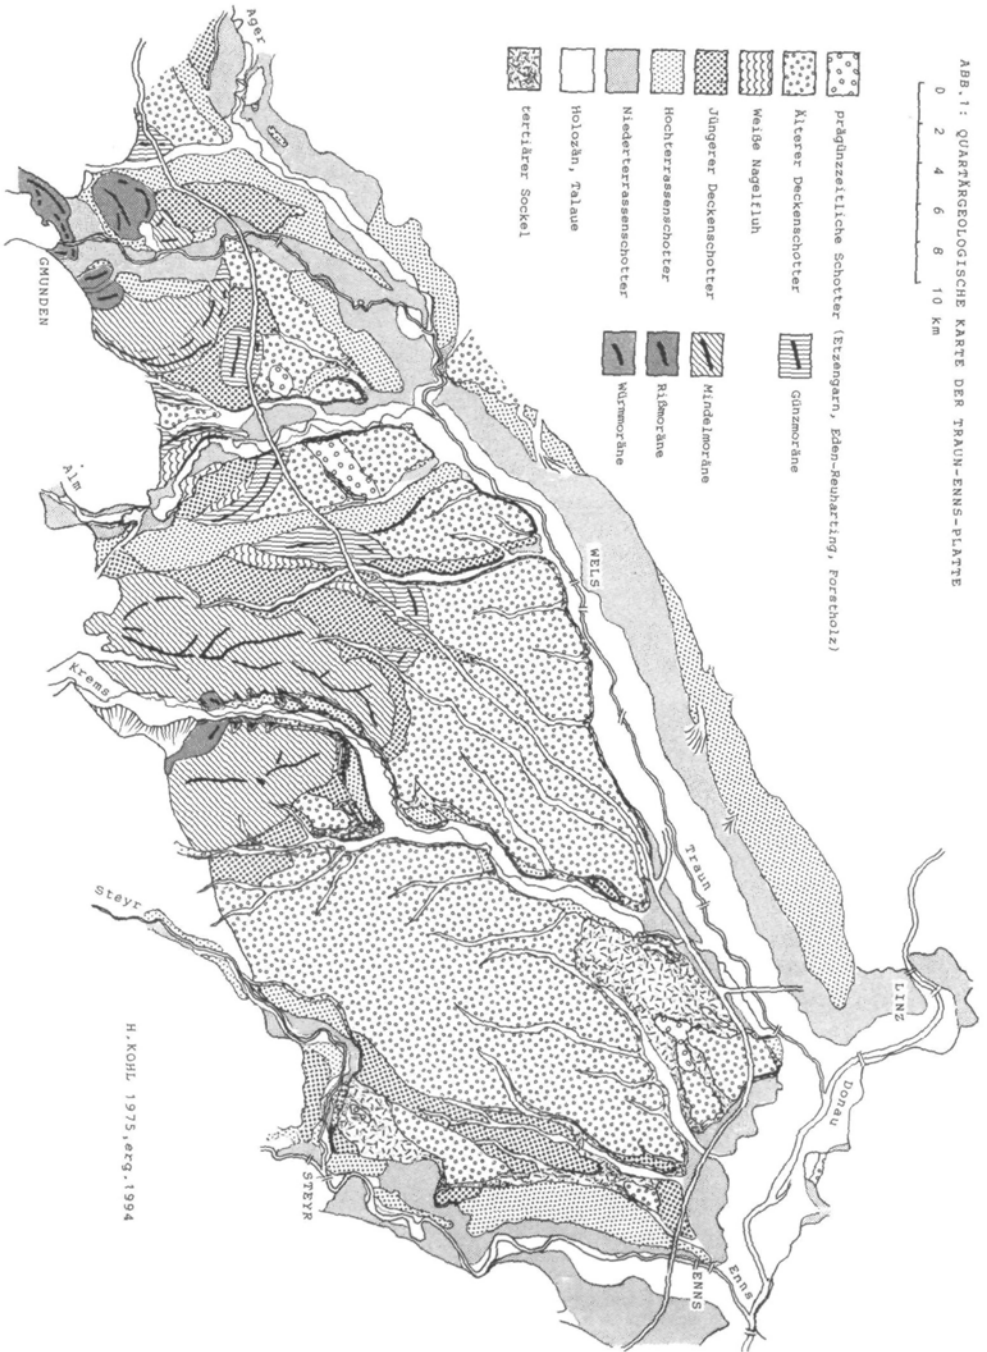 ABB.1: QUARTÄRGEOLOGISCHE KARTE DER TRAUN-ENNS-PLATTE
0 2 4 6 8 10 km
prägünzzeitliche Schotter (Etzengarn, Eden-Reuharting, Forstholz)
Älterer Deckenschotter
Weiße Nagelfluh
Jüngerer Deckenschotter
Hochterrassenschotter
Niederterrassenschotter
Holozän, Talaue
tertiärer Sockel
Günzmoräne
Mindelmoräne
Rißmoräne
Würmmoräne
Ager
GMUNDEN
Alm
WELS
Krems
Traun
Steyr
LINZ
Donau
STEYR
ENNS
Enns
H.KOHL 1975,erg.1994